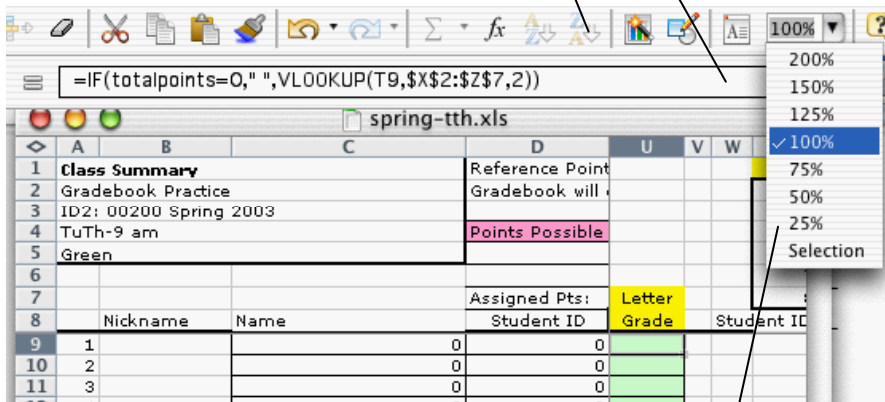 Σ fx A Z Z A A 100% ?
200%
=IF(totalpoints=0," ",VLOOKUP(T9,$X$2:$Z$7,2))
150%
125%
spring-tth.xls
100%
75%
50%
25%
Selection
A B C D U V W
1 Class Summary Reference Point
2 Gradebook Practice Gradebook will
3 ID2: 00200 Spring 2003
4 TuTh-9 am Points Possible
5 Green
6
7 Assigned Pts: Letter
8 Nickname Name Student ID Grade Student ID
9 1 0 0
10 2 0 0
11 3 0 0